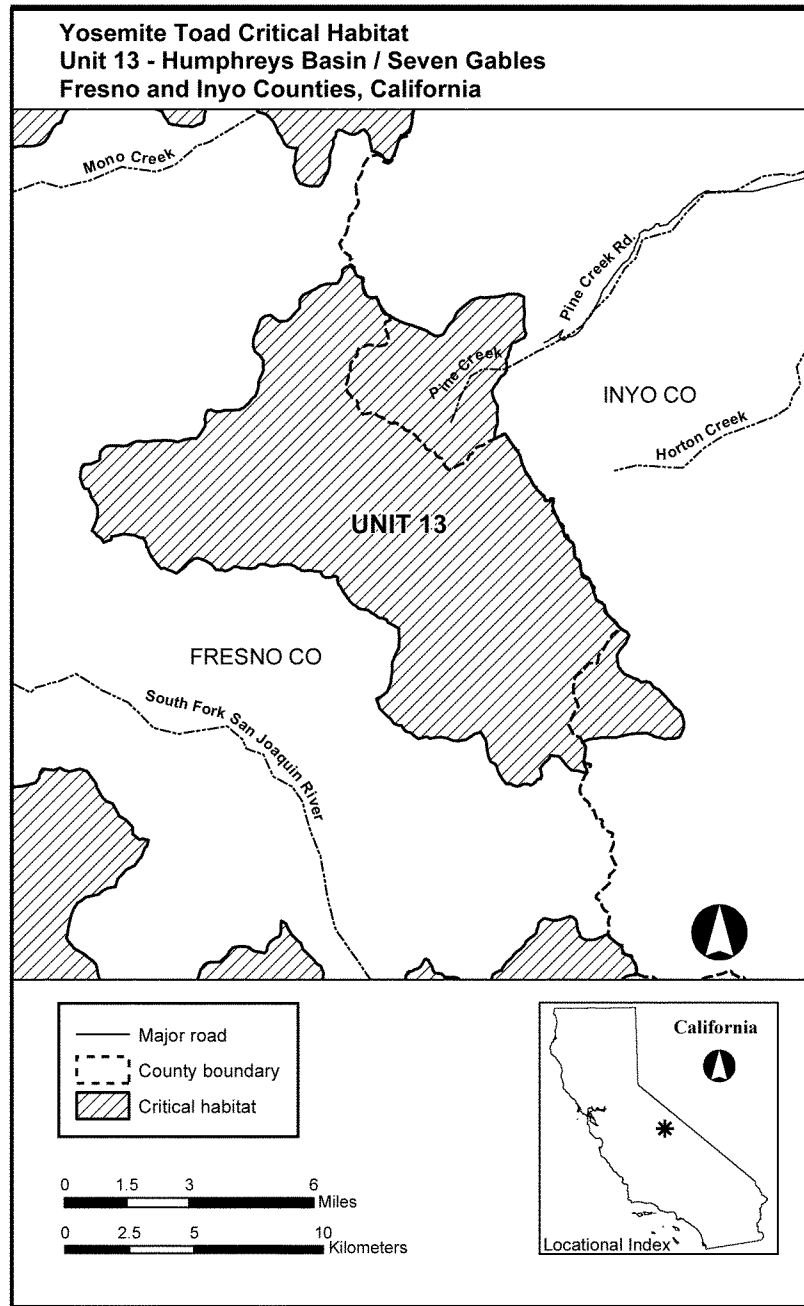 Yosemite Toad Critical Habitat
Unit 13 - Humphreys Basin / Seven Gables
Fresno and Inyo Counties, California
Mono Creek
Pine Creek Rd.
Pine Creek
INYO CO
Horton Creek
UNIT 13
FRESNO CO
South Fork San Joaquin River
Major road
County boundary
Critical habitat
0 1.5 3 6
Miles
0 2.5 5 10
Kilometers
California
Locational Index